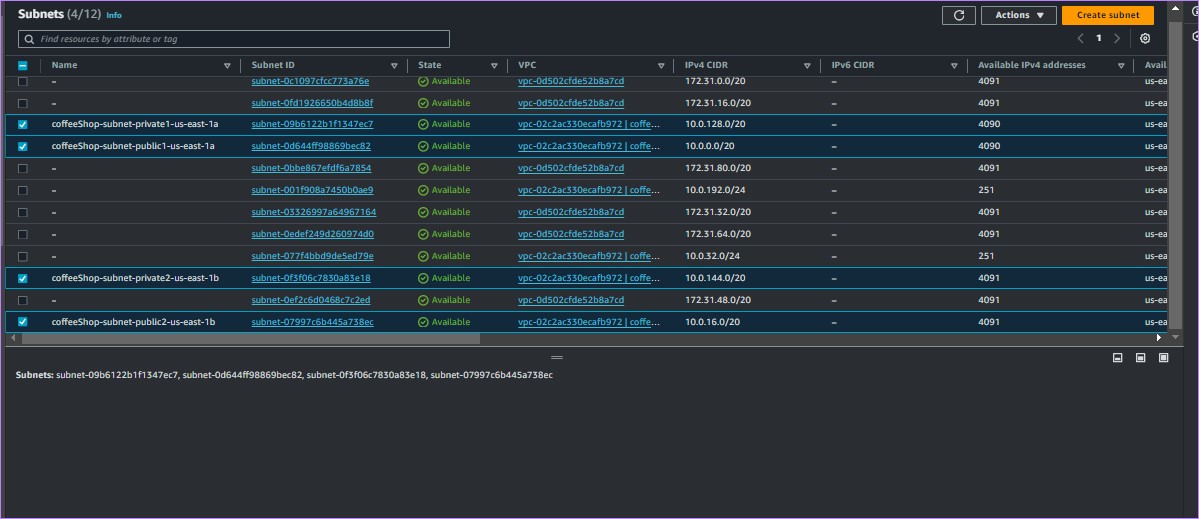 Subnets (4/12) Info
Actions Create subnet
Find resources by attribute or tag
1
Name Subnet ID State VPC IPv4 CIDR IPv6 CIDR Available IPv4 addresses Avail
– subnet-0c1097cfcc773a76e Available vpc-0d502cfde52b8a7cd 172.31.0.0/20 – 4091 us-ea
– subnet-0fd1926650b4d8b8f Available vpc-0d502cfde52b8a7cd 172.31.16.0/20 – 4091 us-ea
coffeeShop-subnet-private1-us-east-1a subnet-09b6122b1f1347ec7 Available vpc-02c2ac330ecafb972 | coffe... 10.0.128.0/20 – 4090 us-ea
coffeeShop-subnet-public1-us-east-1a subnet-0d644ff98869bec82 Available vpc-02c2ac330ecafb972 | coffe... 10.0.0.0/20 – 4090 us-ea
– subnet-0bbe867efdf6a7854 Available vpc-0d502cfde52b8a7cd 172.31.80.0/20 – 4091 us-ea
– subnet-001f908a7450b0ae9 Available vpc-02c2ac330ecafb972 | coffe... 10.0.192.0/24 – 251 us-ea
– subnet-03326997a64967164 Available vpc-0d502cfde52b8a7cd 172.31.32.0/20 – 4091 us-ea
– subnet-0edef249d260974d0 Available vpc-0d502cfde52b8a7cd 172.31.64.0/20 – 4091 us-ea
– subnet-077f4bbd9de5ed79e Available vpc-02c2ac330ecafb972 | coffe... 10.0.32.0/24 – 251 us-ea
coffeeShop-subnet-private2-us-east-1b subnet-0f3f06c7830a83e18 Available vpc-02c2ac330ecafb972 | coffe... 10.0.144.0/20 – 4091 us-ea
– subnet-0ef2c6d0468c7c2ed Available vpc-0d502cfde52b8a7cd 172.31.48.0/20 – 4091 us-ea
coffeeShop-subnet-public2-us-east-1b subnet-07997c6b445a738ec Available vpc-02c2ac330ecafb972 | coffe... 10.0.16.0/20 – 4091 us-ea
Subnets: subnet-09b6122b1f1347ec7, subnet-0d644ff98869bec82, subnet-0f3f06c7830a83e18, subnet-07997c6b445a738ec